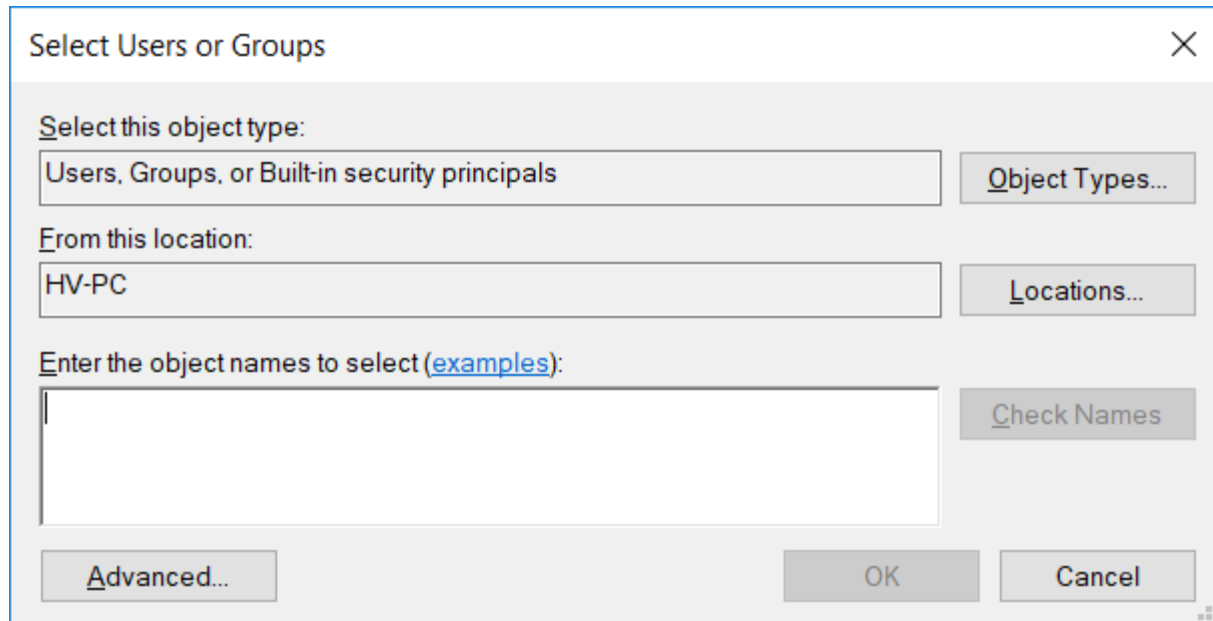 Select Users or Groups
Select this object type:
Users, Groups, or Built-in security principals
Object Types...
From this location:
HV-PC
Locations...
Enter the object names to select (examples):
Check Names
Advanced...
OK
Cancel